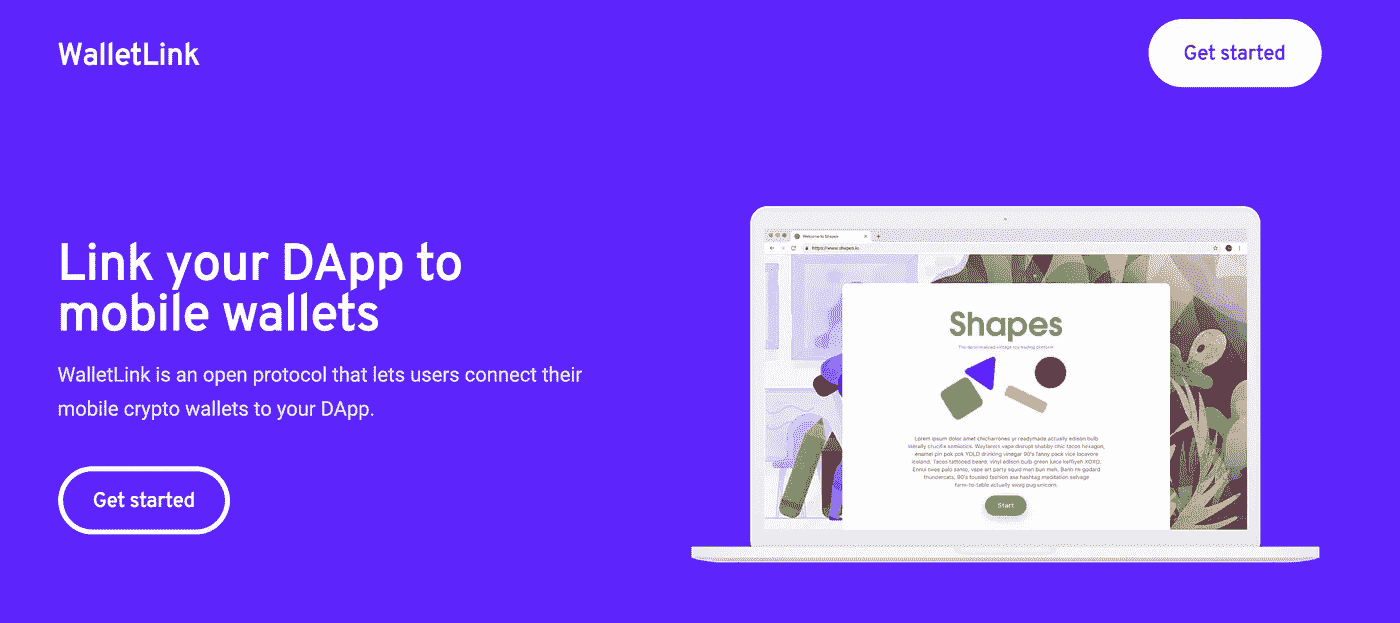 WalletLink
Get started
Link your DApp to
mobile wallets
WalletLink is an open protocol that lets users connect their
mobile crypto wallets to your DApp.
Get started
Welcome to Shapes
https://www.shapes.io
Shapes
The decentralized vintage toy trading platform
Lorem ipsum dolor amet chicharrones yr readymade actually edison bulb
literally crucifix semiotics. Wayfarers vape disrupt shabby chic tacos hexagon,
enamel pin pok pok YOLO drinking vinegar 90's fanny pack vice locavore
iceland. Tacos tattooed beard, vinyl edison bulb green juice keffiyeh XOXO.
Ennui twee palo santo, vape art party squid man bun meh. Banh mi godard
thundercats, 90's tousled fashion axe hashtag meditation selvage
farm-to-table actually swag pug unicorn.
Start